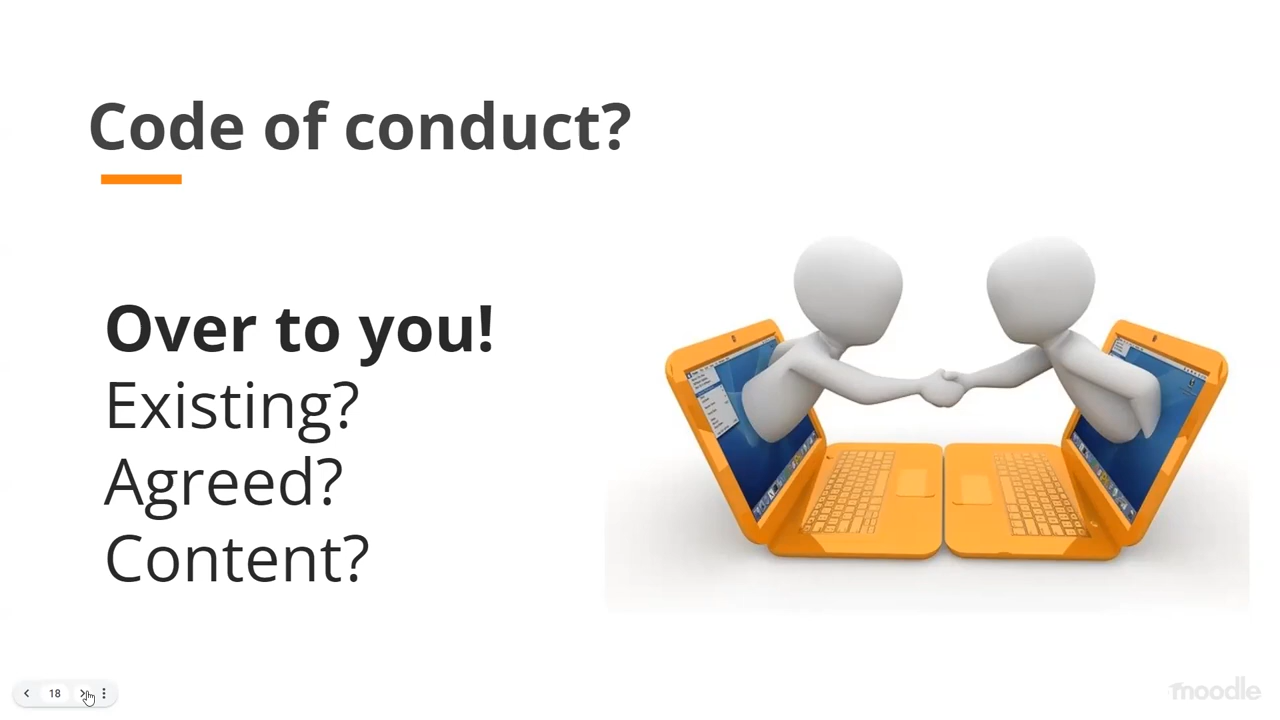 Code of conduct?
Over to you!
Existing?
Agreed?
Content?
18
moodle